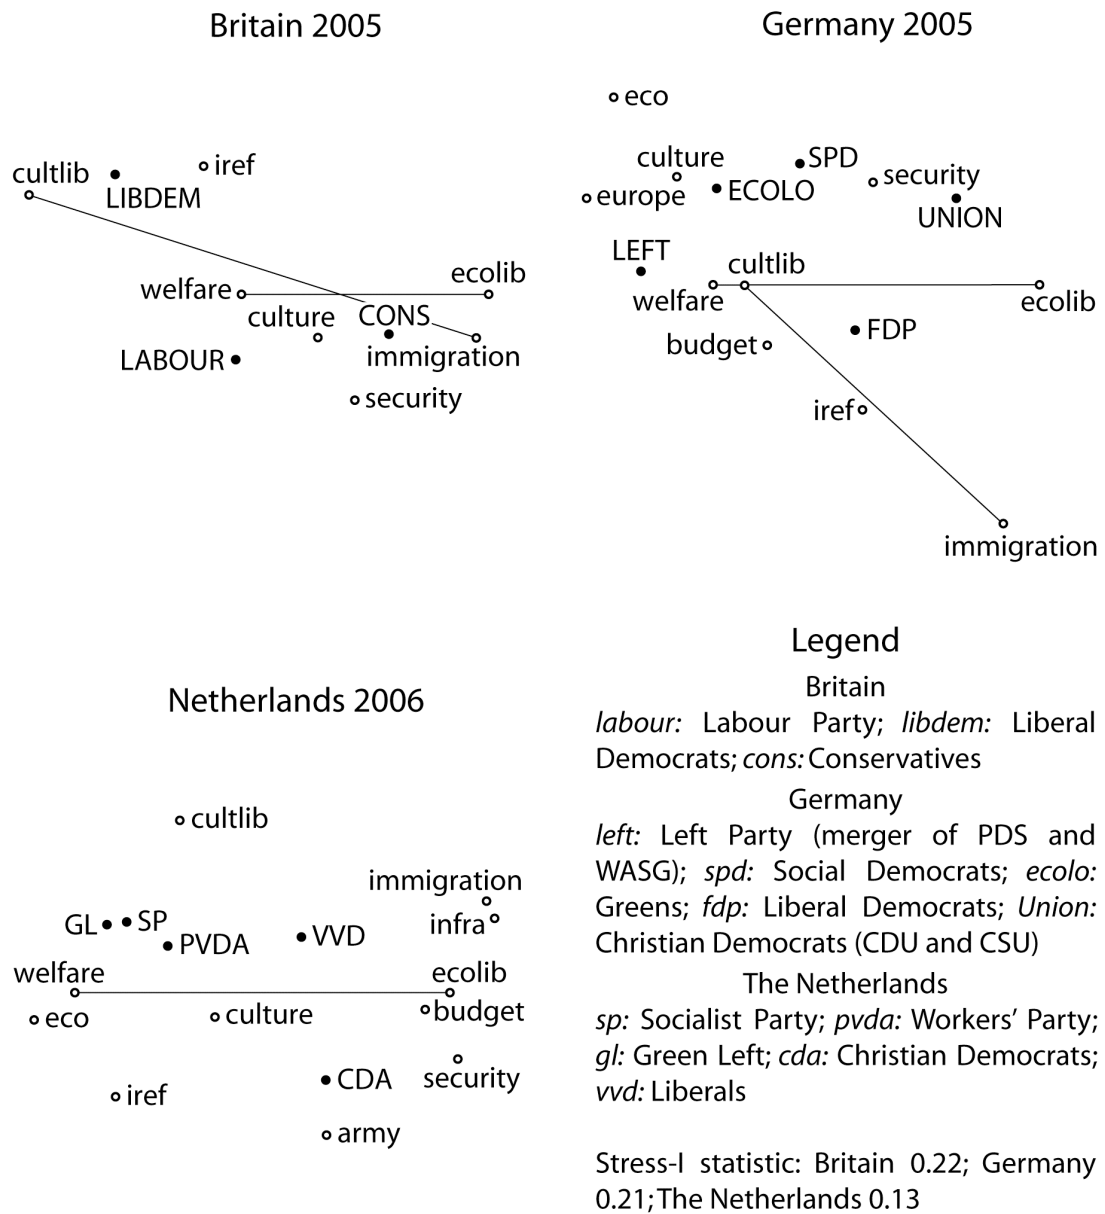 Britain 2005
cultlib
iref
LIBDEM
welfare
ecolib
culture
CONS
LABOUR
immigration
security
Germany 2005
eco
culture
SPD
security
ECOLO
europe
UNION
LEFT
cultlib
welfare
ecolib
FDP
budget
iref
immigration
Netherlands 2006
cultlib
immigration
GL
SP
infra
PVDA
VVD
welfare
ecolib
eco
culture
budget
CDA
security
iref
army
Legend
Britain
labour: Labour Party; libdem: Liberal
Democrats; cons: Conservatives
Germany
left: Left Party (merger of PDS and
WASG); spd: Social Democrats; ecolo:
Greens; fdp: Liberal Democrats; Union:
Christian Democrats (CDU and CSU)
The Netherlands
sp: Socialist Party; pvda: Workers' Party;
gl: Green Left; cda: Christian Democrats;
vvd: Liberals
Stress-I statistic: Britain 0.22; Germany
0.21; The Netherlands 0.13